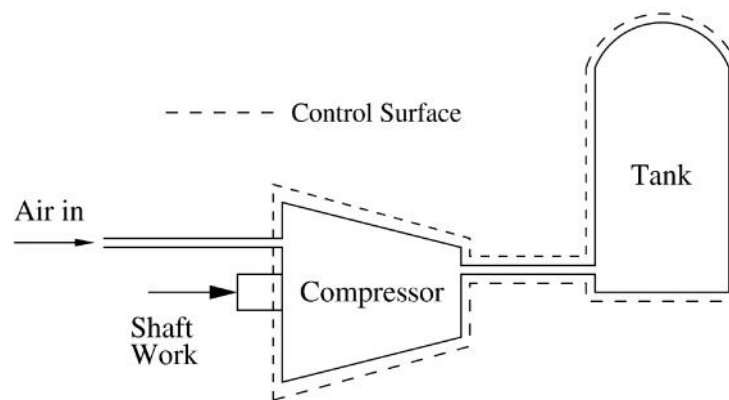 Control Surface
Tank
Air in
Compressor
Shaft
Work